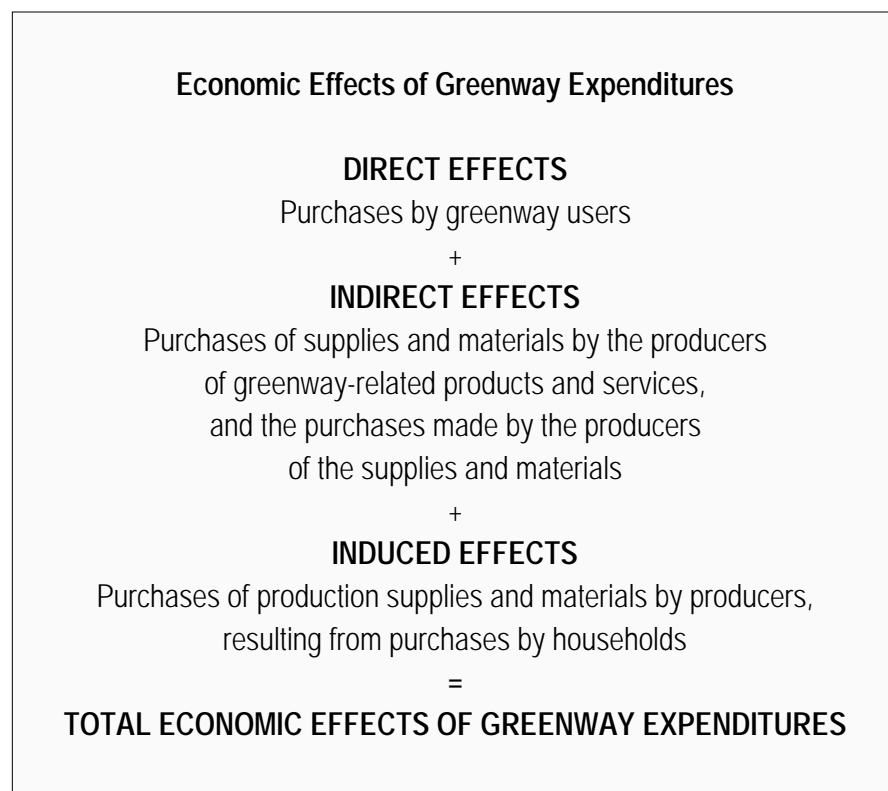 Economic Effects of Greenway Expenditures
DIRECT EFFECTS
Purchases by greenway users
+
INDIRECT EFFECTS
Purchases of supplies and materials by the producers
of greenway-related products and services,
and the purchases made by the producers
of the supplies and materials
+
INDUCED EFFECTS
Purchases of production supplies and materials by producers,
resulting from purchases by households
=
TOTAL ECONOMIC EFFECTS OF GREENWAY EXPENDITURES